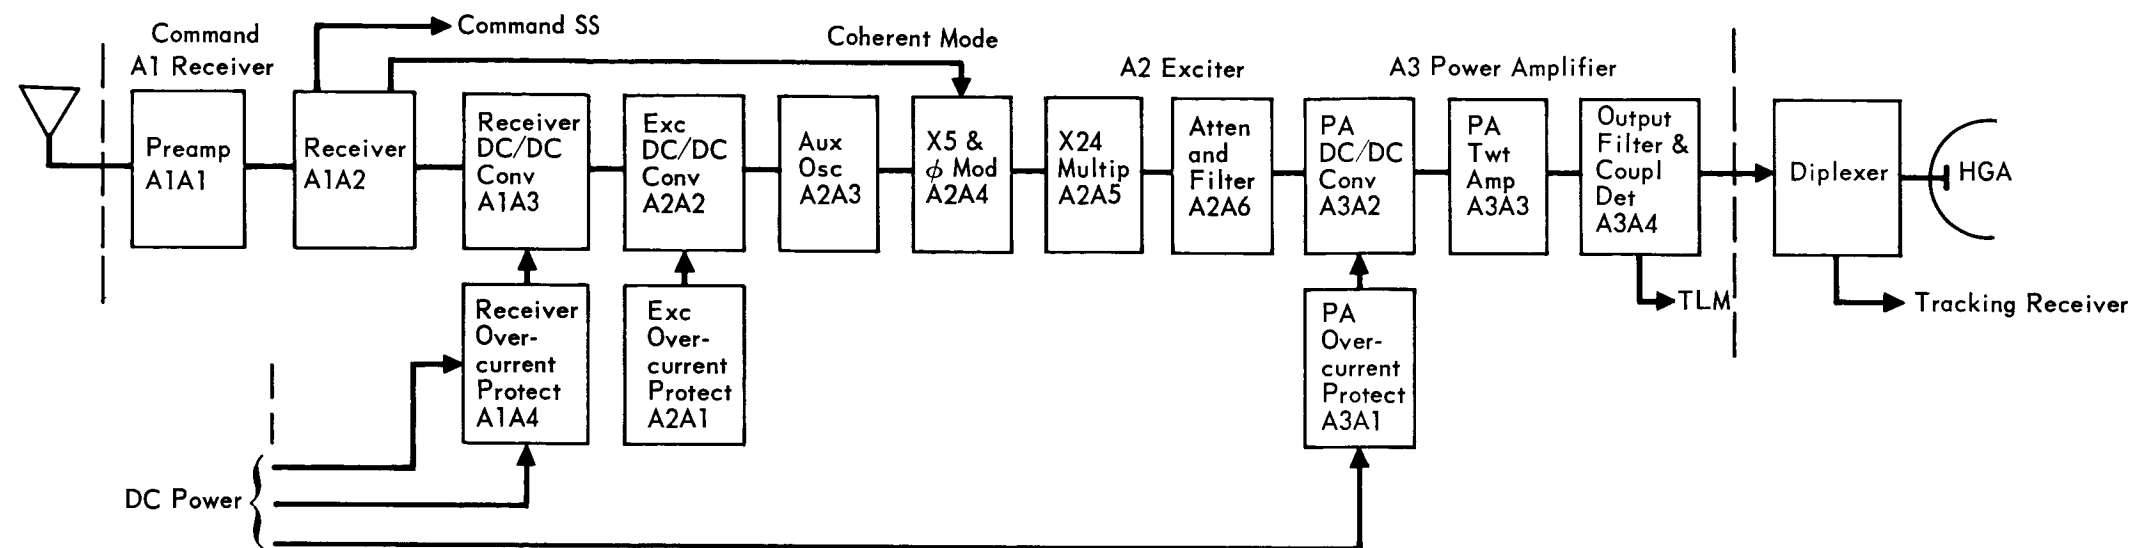 Command
A1 Receiver
Command SS
Coherent Mode
A2 Exciter
A3 Power Amplifier
Preamp
A1A1
Receiver
A1A2
Receiver
DC/DC
Conv
A1A3
Exc
DC/DC
Conv
A2A2
Aux
Osc
A2A3
X5 &
ϕ Mod
A2A4
X24
Multip
A2A5
Atten
and
Filter
A2A6
PA
DC/DC
Conv
A3A2
PA
Twt
Amp
A3A3
Output
Filter &
Coupl
Det
A3A4
Diplexer
HGA
Receiver
Over-
current
Protect
A1A4
Exc
Over-
current
Protect
A2A1
PA
Over-
current
Protect
A3A1
TLM
Tracking Receiver
DC Power